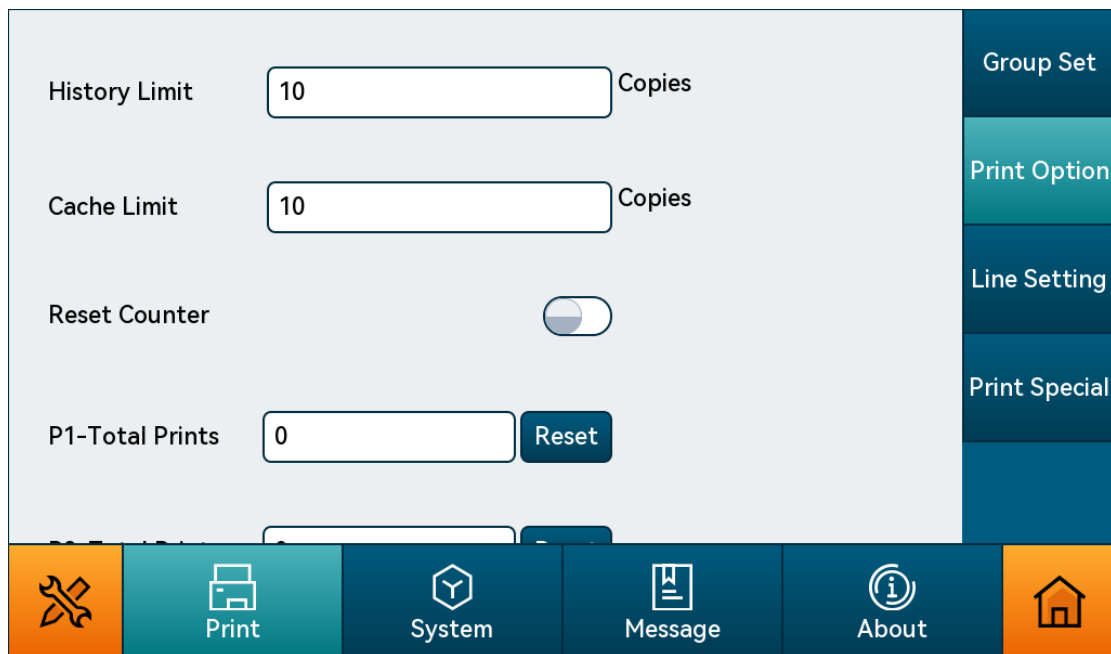 History Limit
10
Copies
Cache Limit
10
Copies
Reset Counter
P1-Total Prints
0
Reset
Group Set
Print Option
Line Setting
Print Special
Print
System
Message
About